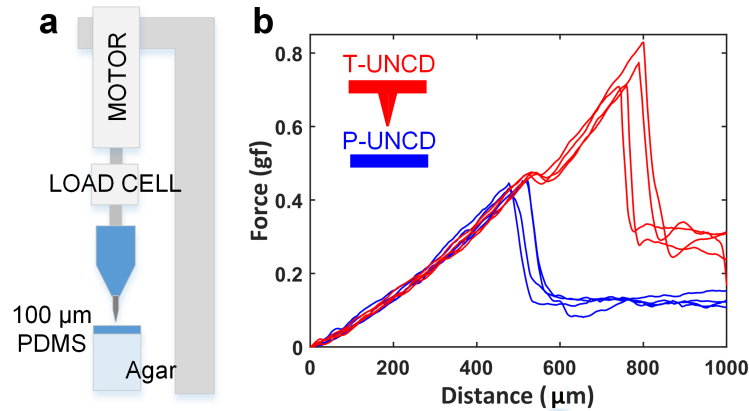 a
MOTOR
LOAD CELL
100 µm
PDMS
Agar
b
T-UNCD
P-UNCD
Force (gf)
0.8
0.6
0.4
0.2
0
0 200 400 600 800 1000
Distance (µm)